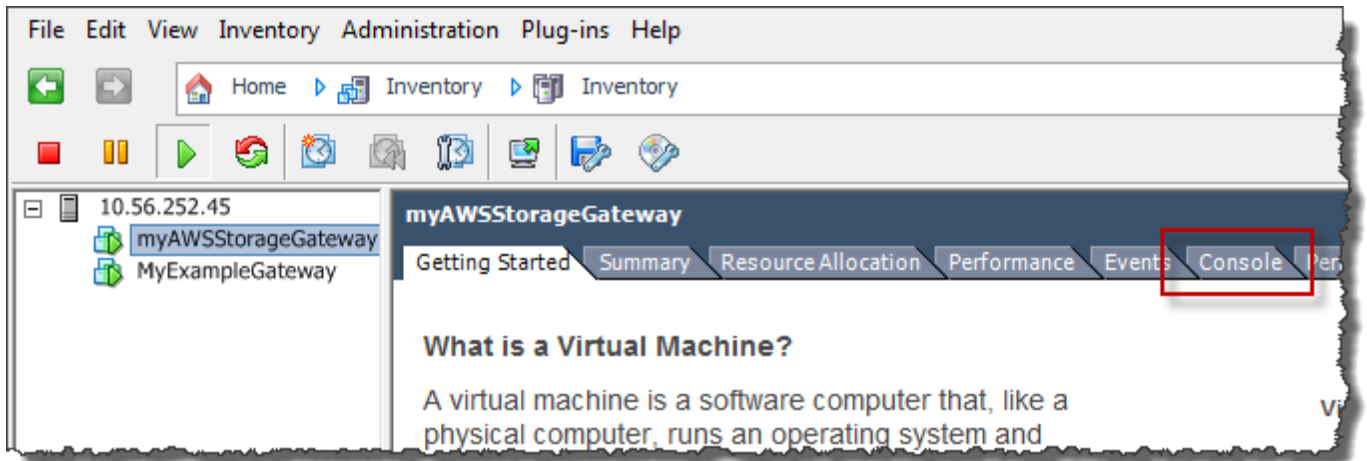 File Edit View Inventory Administration Plug-ins Help
Home Inventory Inventory
10.56.252.45
myAWSStorageGateway
MyExampleGateway
myAWSStorageGateway
Getting Started Summary Resource Allocation Performance Events Console
What is a Virtual Machine?
A virtual machine is a software computer that, like a
physical computer, runs an operating system and